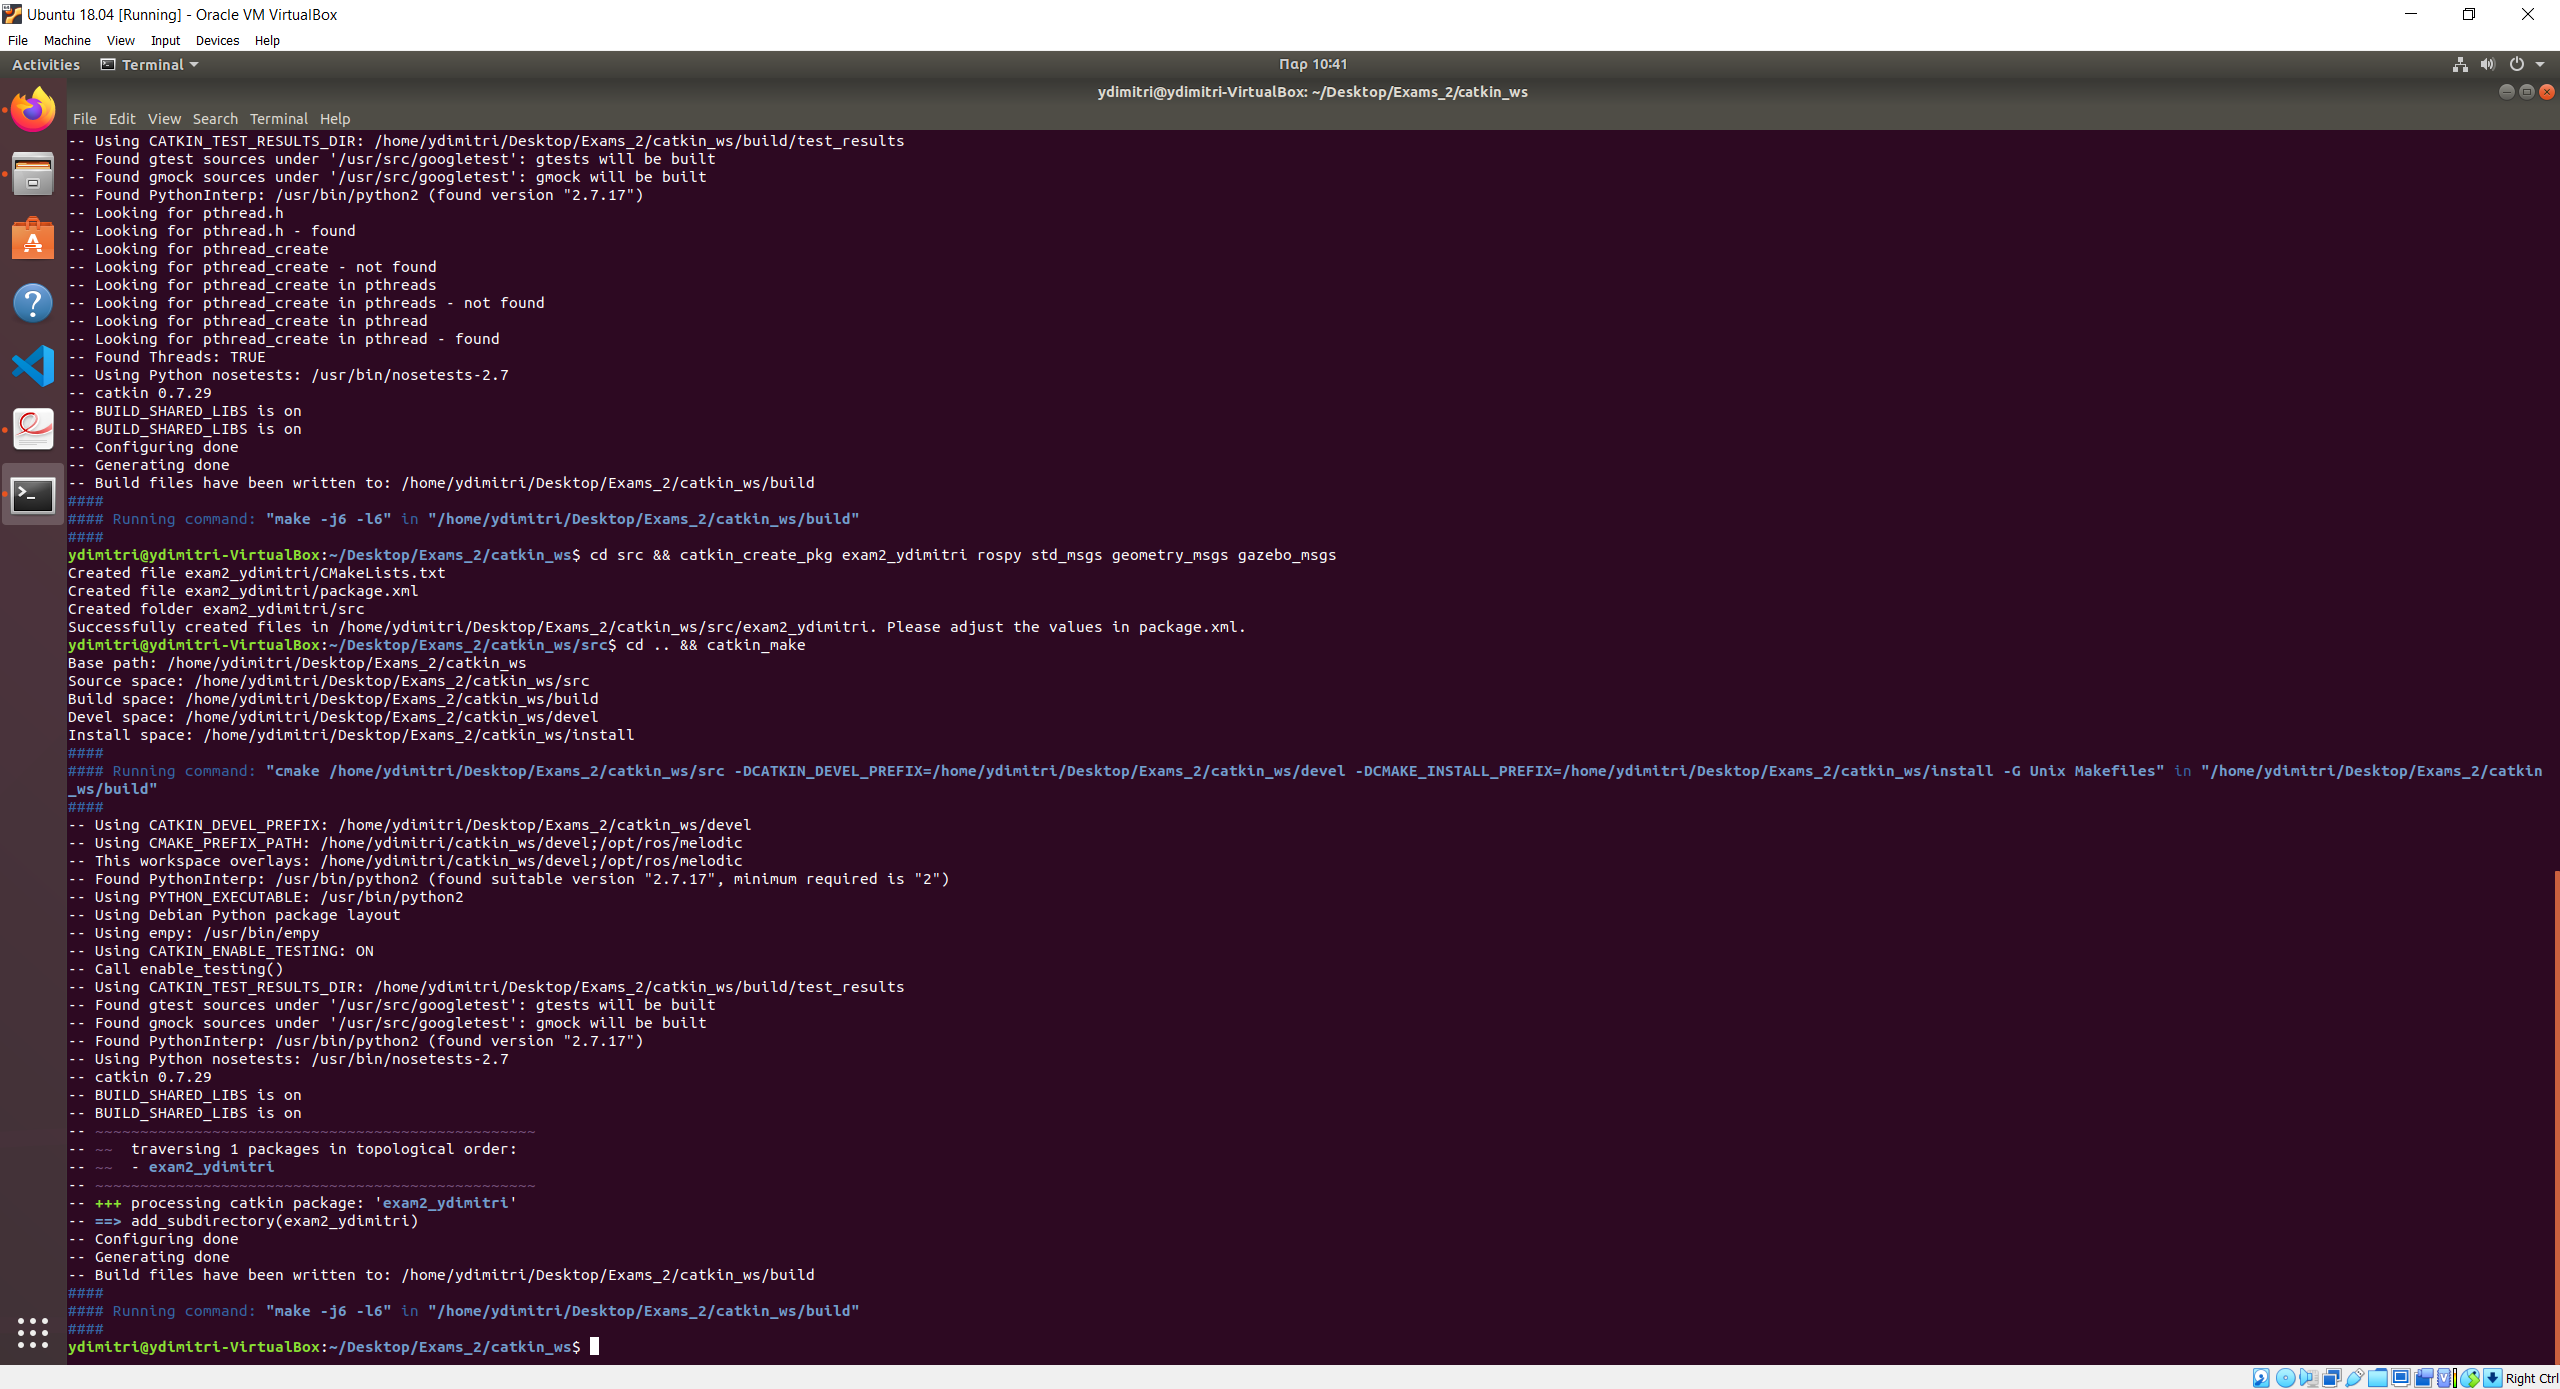 Ubuntu 18.04 [Running] - Oracle VM VirtualBox
File Machine View Input Devices Help
Activities Terminal Παρ 10:41
ydimitri@ydimitri-VirtualBox: ~/Desktop/Exams_2/catkin_ws
File Edit View Search Terminal Help
-- Using CATKIN_TEST_RESULTS_DIR: /home/ydimitri/Desktop/Exams_2/catkin_ws/build/test_results
-- Found gtest sources under '/usr/src/googletest': gtests will be built
-- Found gmock sources under '/usr/src/googletest': gmock will be built
-- Found PythonInterp: /usr/bin/python2 (found version "2.7.17")
-- Looking for pthread.h
-- Looking for pthread.h - found
-- Looking for pthread_create
-- Looking for pthread_create - not found
-- Looking for pthread_create in pthreads
-- Looking for pthread_create in pthreads - not found
-- Looking for pthread_create in pthread
-- Looking for pthread_create in pthread - found
-- Found Threads: TRUE
-- Using Python nosetests: /usr/bin/nosetests-2.7
-- catkin 0.7.29
-- BUILD_SHARED_LIBS is on
-- BUILD_SHARED_LIBS is on
-- Configuring done
-- Generating done
-- Build files have been written to: /home/ydimitri/Desktop/Exams_2/catkin_ws/build
####
#### Running command: "make -j6 -l6" in "/home/ydimitri/Desktop/Exams_2/catkin_ws/build"
####
ydimitri@ydimitri-VirtualBox:~/Desktop/Exams_2/catkin_ws$ cd src && catkin_create_pkg exam2_ydimitri rospy std_msgs geometry_msgs gazebo_msgs
Created file exam2_ydimitri/CMakeLists.txt
Created file exam2_ydimitri/package.xml
Created folder exam2_ydimitri/src
Successfully created files in /home/ydimitri/Desktop/Exams_2/catkin_ws/src/exam2_ydimitri. Please adjust the values in package.xml.
ydimitri@ydimitri-VirtualBox:~/Desktop/Exams_2/catkin_ws/src$ cd .. && catkin_make
Base path: /home/ydimitri/Desktop/Exams_2/catkin_ws
Source space: /home/ydimitri/Desktop/Exams_2/catkin_ws/src
Build space: /home/ydimitri/Desktop/Exams_2/catkin_ws/build
Devel space: /home/ydimitri/Desktop/Exams_2/catkin_ws/devel
Install space: /home/ydimitri/Desktop/Exams_2/catkin_ws/install
####
#### Running command: "cmake /home/ydimitri/Desktop/Exams_2/catkin_ws/src -DCATKIN_DEVEL_PREFIX=/home/ydimitri/Desktop/Exams_2/catkin_ws/devel -DCMAKE_INSTALL_PREFIX=/home/ydimitri/Desktop/Exams_2/catkin_ws/install -G Unix Makefiles" in "/home/ydimitri/Desktop/Exams_2/catkin
_ws/build"
####
-- Using CATKIN_DEVEL_PREFIX: /home/ydimitri/Desktop/Exams_2/catkin_ws/devel
-- Using CMAKE_PREFIX_PATH: /home/ydimitri/catkin_ws/devel;/opt/ros/melodic
-- This workspace overlays: /home/ydimitri/catkin_ws/devel;/opt/ros/melodic
-- Found PythonInterp: /usr/bin/python2 (found suitable version "2.7.17", minimum required is "2")
-- Using PYTHON_EXECUTABLE: /usr/bin/python2
-- Using Debian Python package layout
-- Using empy: /usr/bin/empy
-- Using CATKIN_ENABLE_TESTING: ON
-- Call enable_testing()
-- Using CATKIN_TEST_RESULTS_DIR: /home/ydimitri/Desktop/Exams_2/catkin_ws/build/test_results
-- Found gtest sources under '/usr/src/googletest': gtests will be built
-- Found gmock sources under '/usr/src/googletest': gmock will be built
-- Found PythonInterp: /usr/bin/python2 (found version "2.7.17")
-- Using Python nosetests: /usr/bin/nosetests-2.7
-- catkin 0.7.29
-- BUILD_SHARED_LIBS is on
-- BUILD_SHARED_LIBS is on
-- ~~~~~~~~~~~~~~~~~~~~~~~~~~~~~~~~~~~~~~~~~~~~~~~~~
-- ~~  traversing 1 packages in topological order:
-- ~~  - exam2_ydimitri
-- ~~~~~~~~~~~~~~~~~~~~~~~~~~~~~~~~~~~~~~~~~~~~~~~~~
-- +++ processing catkin package: 'exam2_ydimitri'
-- ==> add_subdirectory(exam2_ydimitri)
-- Configuring done
-- Generating done
-- Build files have been written to: /home/ydimitri/Desktop/Exams_2/catkin_ws/build
####
#### Running command: "make -j6 -l6" in "/home/ydimitri/Desktop/Exams_2/catkin_ws/build"
####
ydimitri@ydimitri-VirtualBox:~/Desktop/Exams_2/catkin_ws$
Right Ctrl